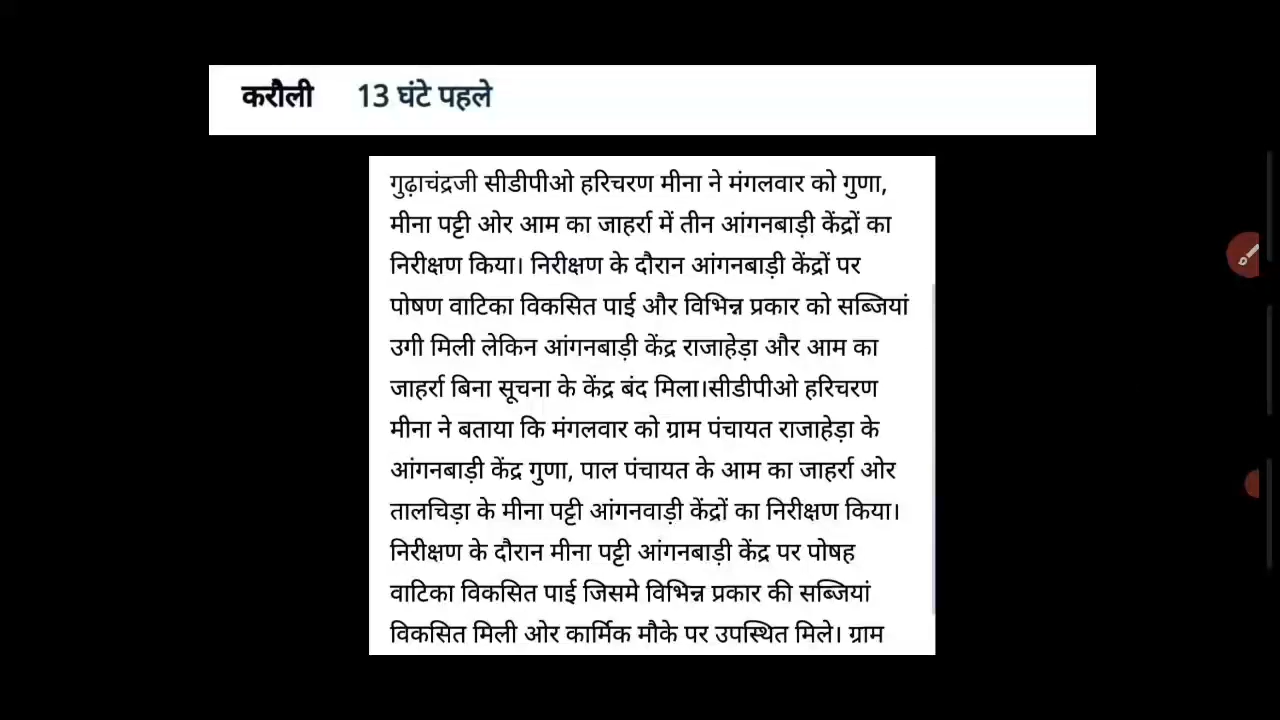 करौली 13 घंटे पहले
गुढ़ाचंद्रजी सीडीपीओ हरिचरण मीना ने मंगलवार को गुणा,
मीना पट्टी ओर आम का जाहर्रा में तीन आंगनबाड़ी केंद्रों का
निरीक्षण किया। निरीक्षण के दौरान आंगनबाड़ी केंद्रों पर
पोषण वाटिका विकसित पाई और विभिन्न प्रकार को सब्जियां
उगी मिली लेकिन आंगनबाड़ी केंद्र राजाहेड़ा और आम का
जाहर्रा बिना सूचना के केंद्र बंद मिला।सीडीपीओ हरिचरण
मीना ने बताया कि मंगलवार को ग्राम पंचायत राजाहेड़ा के
आंगनबाड़ी केंद्र गुणा, पाल पंचायत के आम का जाहर्रा ओर
तालचिड़ा के मीना पट्टी आंगनवाड़ी केंद्रों का निरीक्षण किया।
निरीक्षण के दौरान मीना पट्टी आंगनबाड़ी केंद्र पर पोषह
वाटिका विकसित पाई जिसमे विभिन्न प्रकार की सब्जियां
विकसित मिली ओर कार्मिक मौके पर उपस्थित मिले। ग्राम